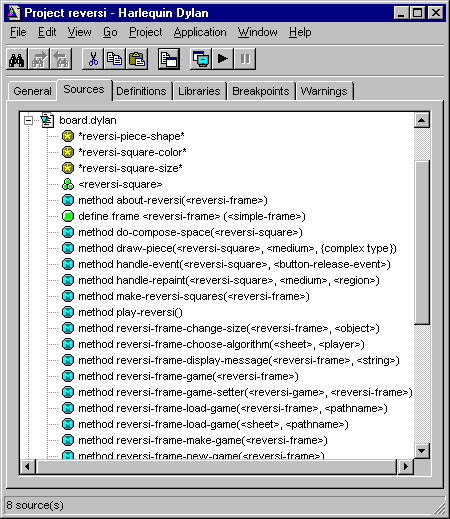 Project reversi - Harlequin Dylan
File Edit View Go Project Application Window Help
General Sources Definitions Libraries Breakpoints Warnings
board.dylan
*reversi-piece-shape*
*reversi-square-color*
*reversi-square-size*
<reversi-square>
method about-reversi(<reversi-frame>)
define frame <reversi-frame> (<simple-frame>)
method do-compose-space(<reversi-square>)
method draw-piece(<reversi-square>, <medium>, {complex type})
method handle-event(<reversi-square>, <button-release-event>)
method handle-repaint(<reversi-square>, <medium>, <region>)
method make-reversi-squares(<reversi-frame>)
method play-reversi()
method reversi-frame-change-size(<reversi-frame>, <object>)
method reversi-frame-choose-algorithm(<sheet>, <player>)
method reversi-frame-display-message(<reversi-frame>, <string>)
method reversi-frame-game(<reversi-frame>)
method reversi-frame-game-setter(<reversi-game>, <reversi-frame>)
method reversi-frame-load-game(<reversi-frame>, <pathname>)
method reversi-frame-load-game(<sheet>, <pathname>)
method reversi-frame-make-game(<reversi-frame>)
method reversi-frame-new-game(<reversi-frame>)
8 source(s)